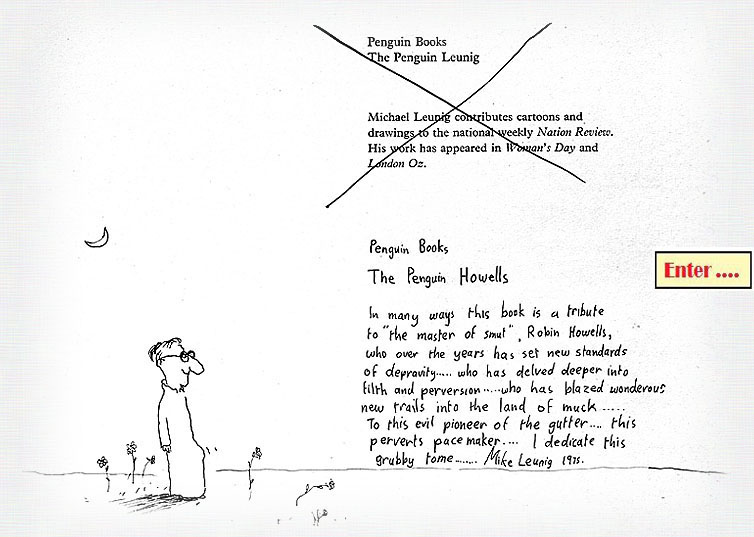 Penguin Books
The Penguin Leunig
Michael Leunig contributes cartoons and
drawings to the national weekly Nation Review.
His work has appeared in Woman's Day and
London Oz.
Penguin Books
The Penguin Howells
In many ways this book is a tribute
to "the master of smut", Robin Howells,
who over the years has set new standards
of depravity..... who has delved deeper into
filth and perversion.....who has blazed wonderous
new trails into the land of muck .....
To this evil pioneer of the gutter.... this
perverts pacemaker.... I dedicate this
grubby tome....... Mike Leunig 1975.
Enter ....